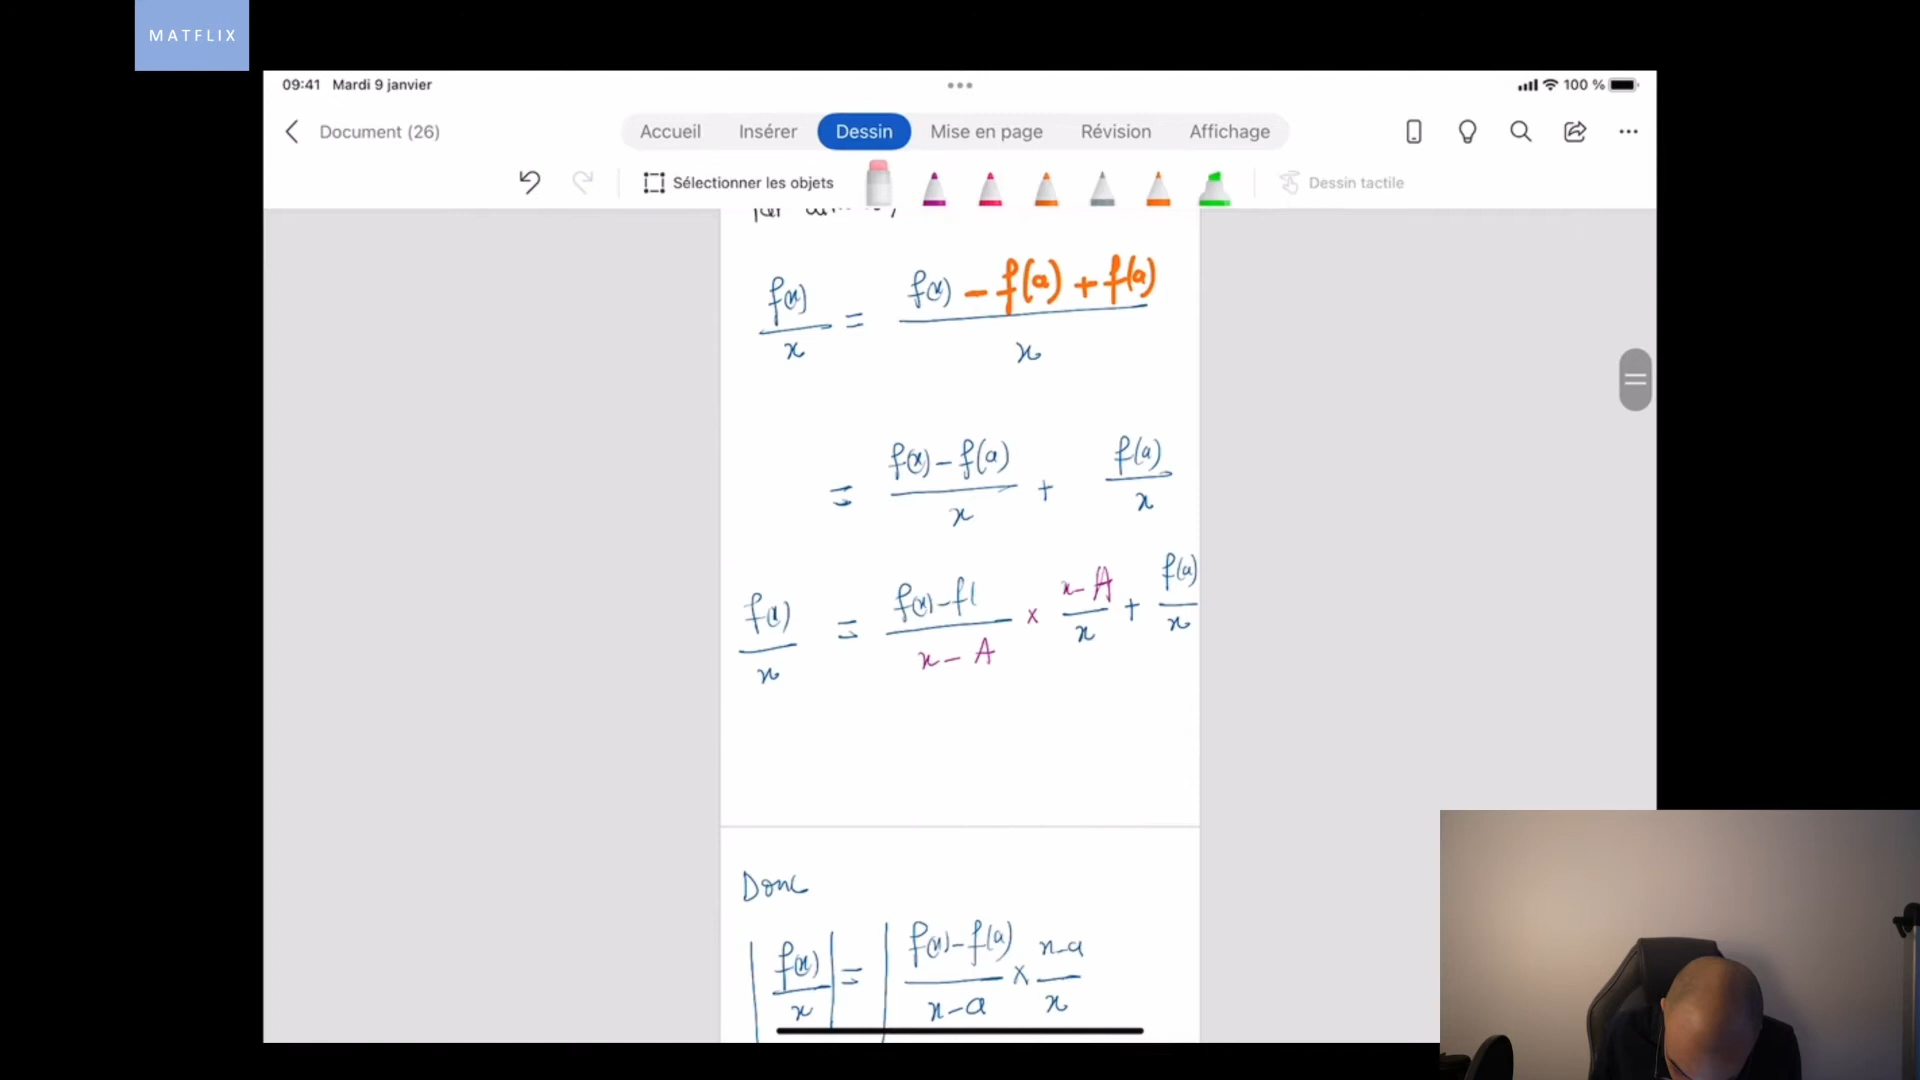 MATFLIX
09:41 Mardi 9 janvier
100 %
Document (26)
Accueil Insérer Dessin Mise en page Révision Affichage
Sélectionner les objets
Dessin tactile
f(x)/x = (f(x) - f(a) + f(a))/x
= (f(x) - f(a))/x + f(a)/x
f(x)/x = (f(x) - f()/(x - A) × (x - A)/x + f(a)/x
Donc
|f(x)/x| = |(f(x) - f(a))/(x - a) × (x - a)/x